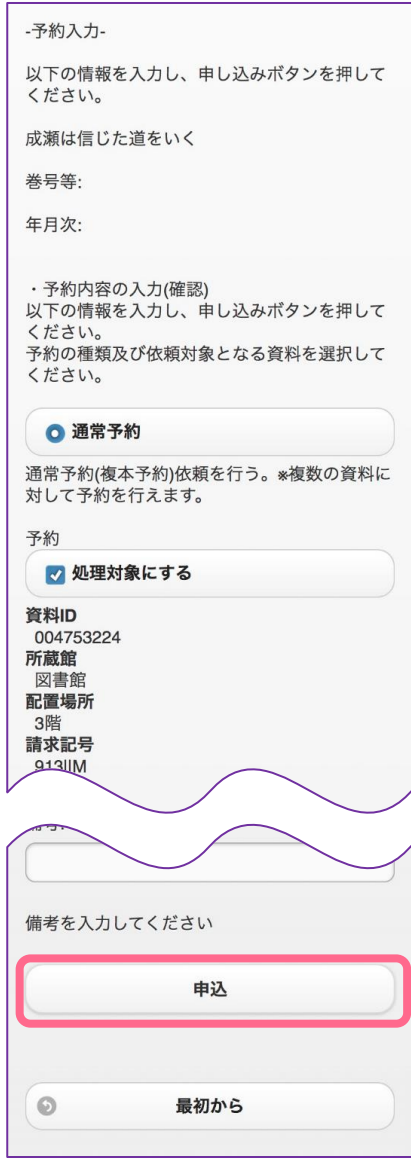 -予約入力-
以下の情報を入力し、申し込みボタンを押して
ください。
成瀬は信じた道をいく
巻号等:
年月次:
・予約内容の入力(確認)
以下の情報を入力し、申し込みボタンを押して
ください。
予約の種類及び依頼対象となる資料を選択して
ください。
通常予約
通常予約(複本予約)依頼を行う。※複数の資料に
対して予約を行えます。
予約
処理対象にする
資料ID
004753224
所蔵館
図書館
配置場所
3階
請求記号
913||M
備考を入力してください
申込
最初から